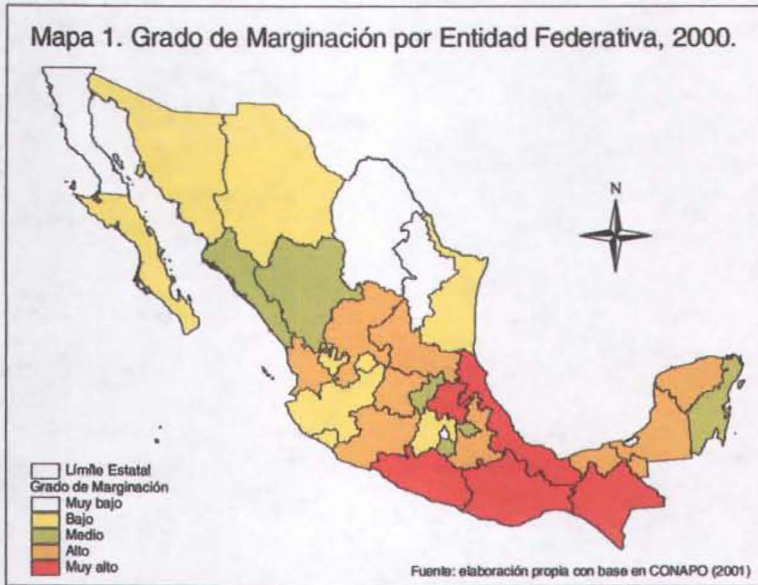 Mapa 1. Grado de Marginación por Entidad Federativa, 2000.
N
Límite Estatal
Grado de Marginación
Muy bajo
Bajo
Medio
Alto
Muy alto
Fuente: elaboración propia con base en CONAPO (2001)